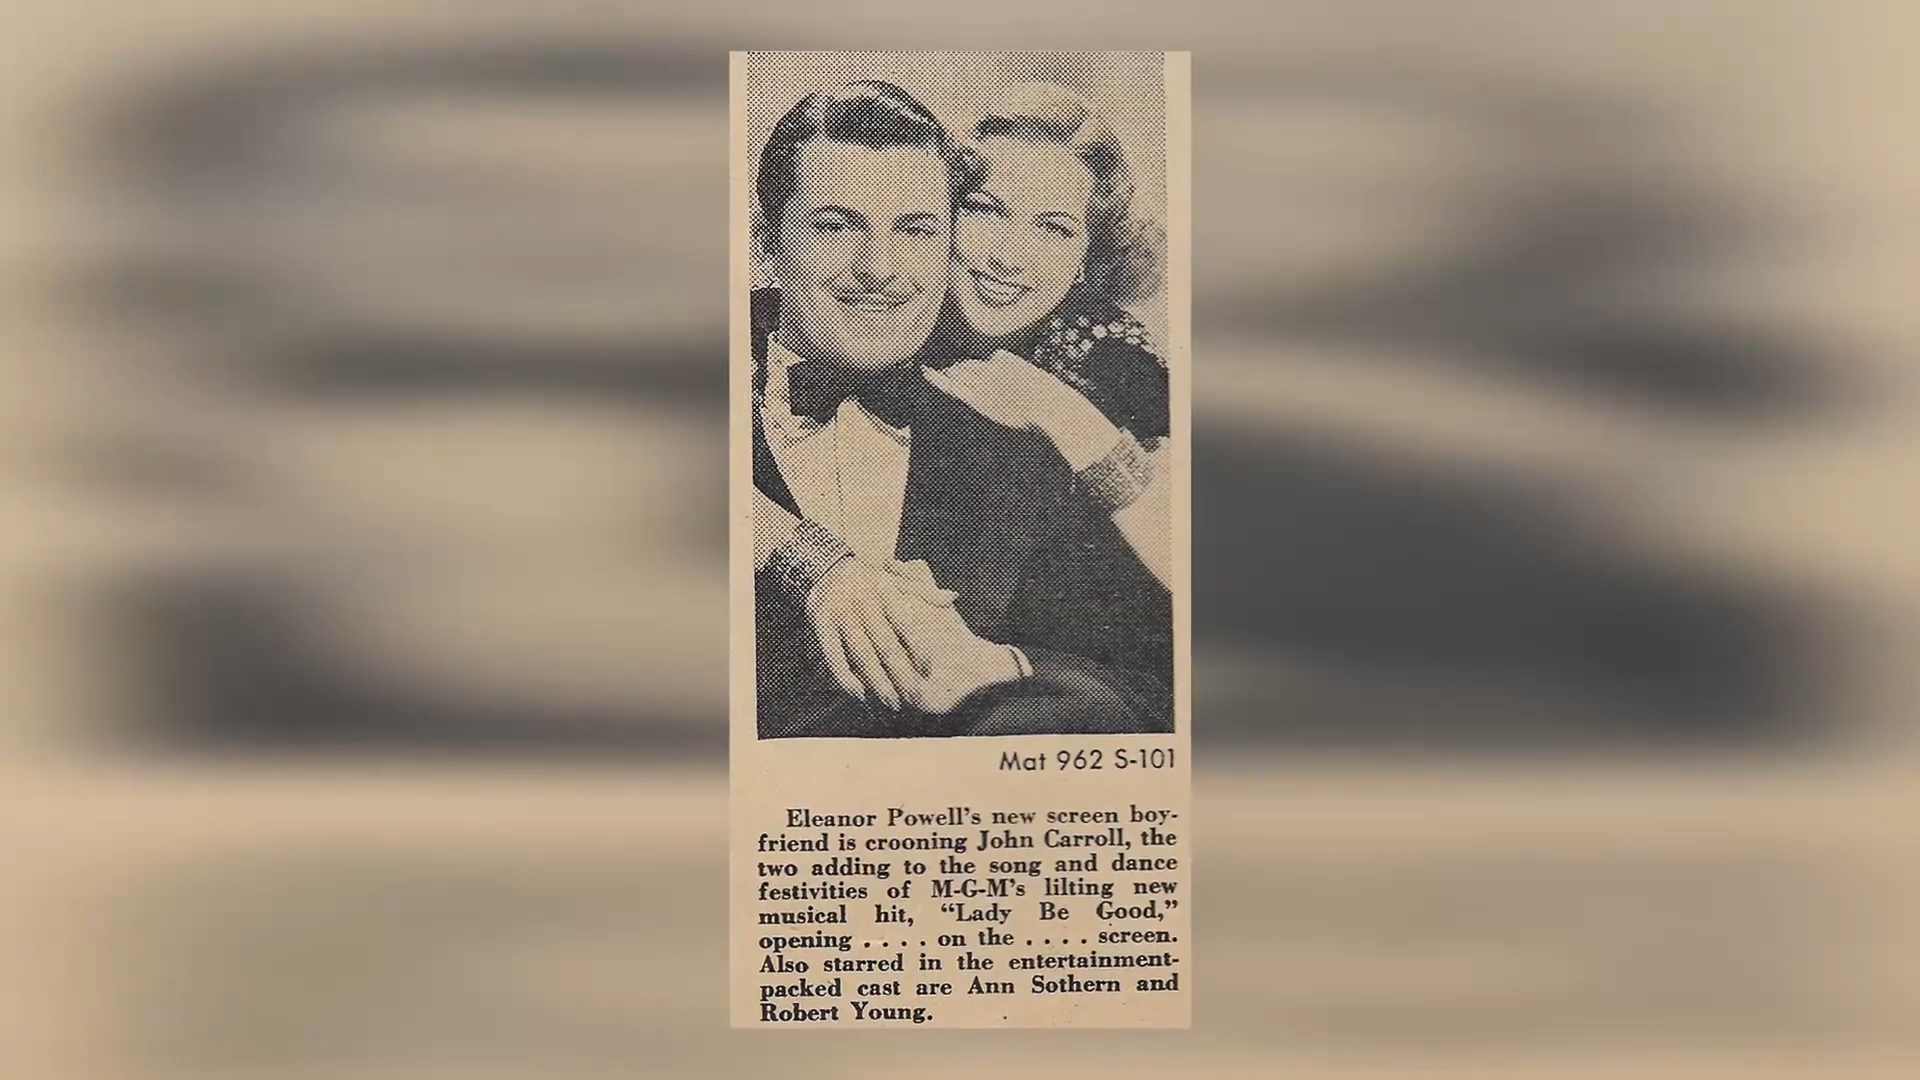 Mat 962 S-101
Eleanor Powell's new screen boy-
friend is crooning John Carroll, the
two adding to the song and dance
festivities of M-G-M's lilting new
musical hit, “Lady Be Good,”
opening . . . . on the . . . . screen.
Also starred in the entertainment-
packed cast are Ann Sothern and
Robert Young.